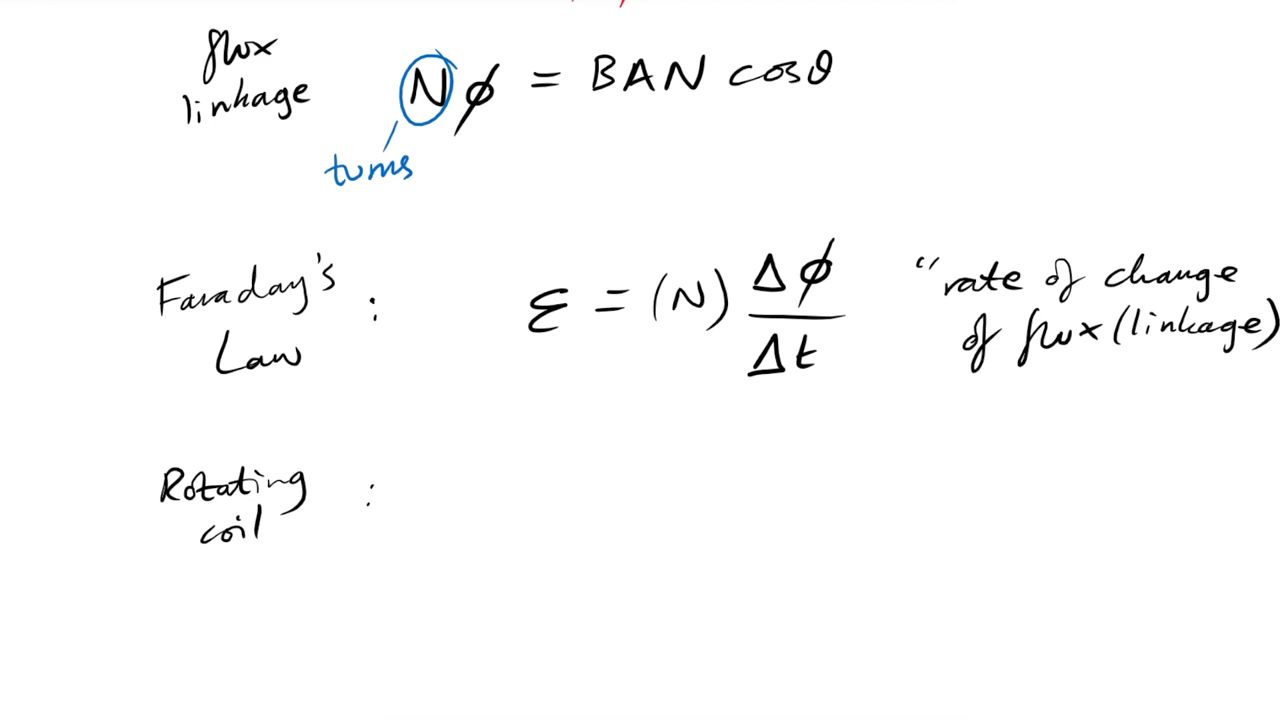 flux
linkage
Nϕ = BAN cosθ
turns
Faraday's
Law
:
ε = (N) Δϕ
Δt
"rate of change
of flux (linkage)
Rotating
coil
: